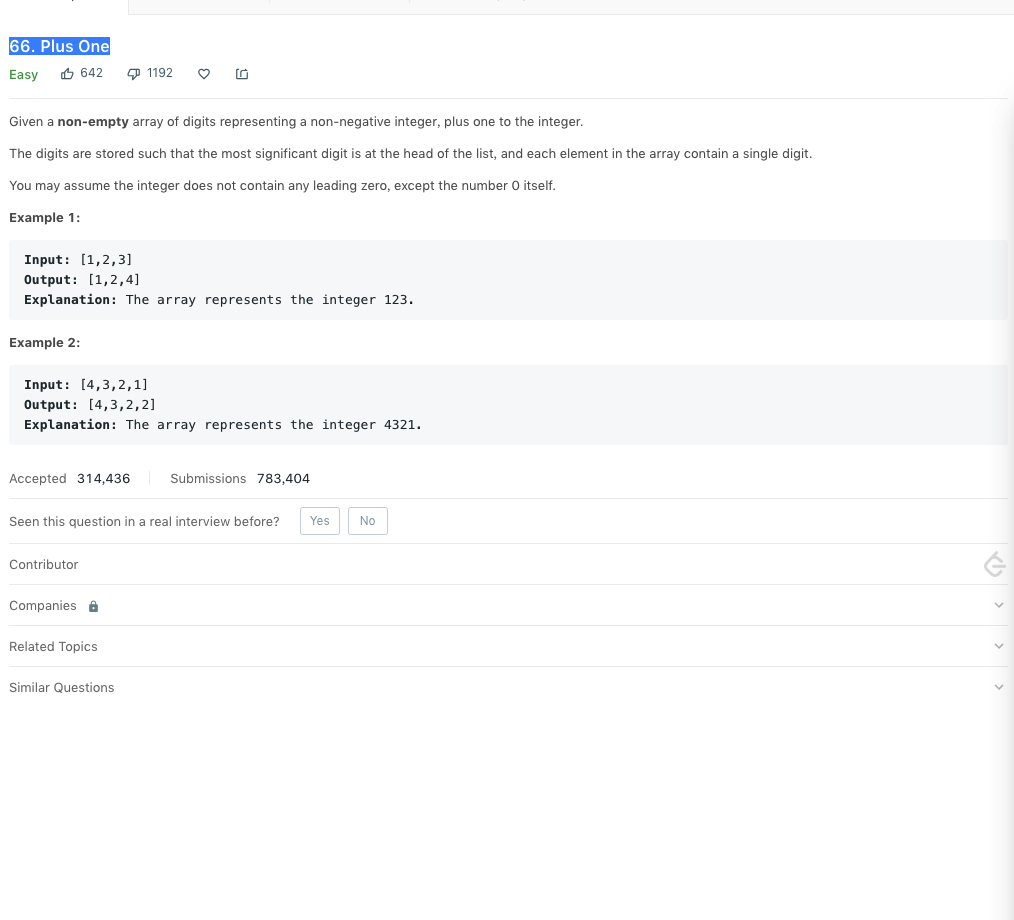 66. Plus One
Easy 642 1192
Given a non-empty array of digits representing a non-negative integer, plus one to the integer.
The digits are stored such that the most significant digit is at the head of the list, and each element in the array contain a single digit.
You may assume the integer does not contain any leading zero, except the number 0 itself.
Example 1:
Input: [1,2,3]
Output: [1,2,4]
Explanation: The array represents the integer 123.
Example 2:
Input: [4,3,2,1]
Output: [4,3,2,2]
Explanation: The array represents the integer 4321.
Accepted 314,436 Submissions 783,404
Seen this question in a real interview before? Yes No
Contributor
Companies
Related Topics
Similar Questions